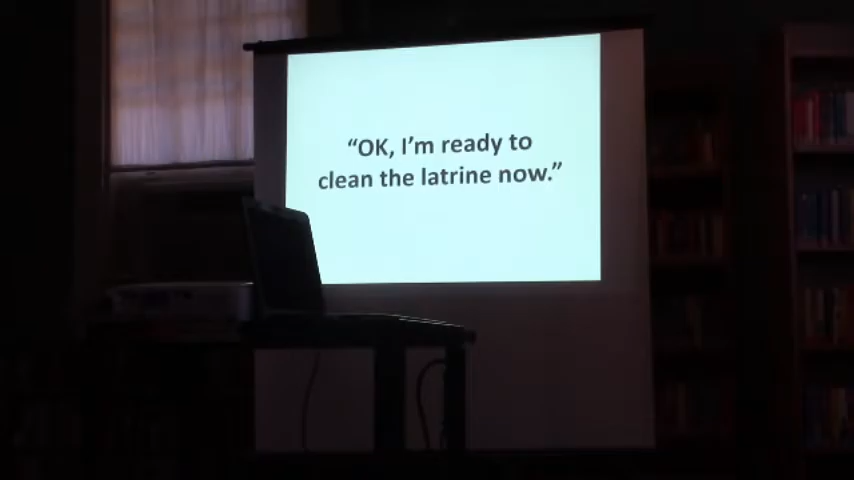 “OK, I’m ready to
clean the latrine now.”